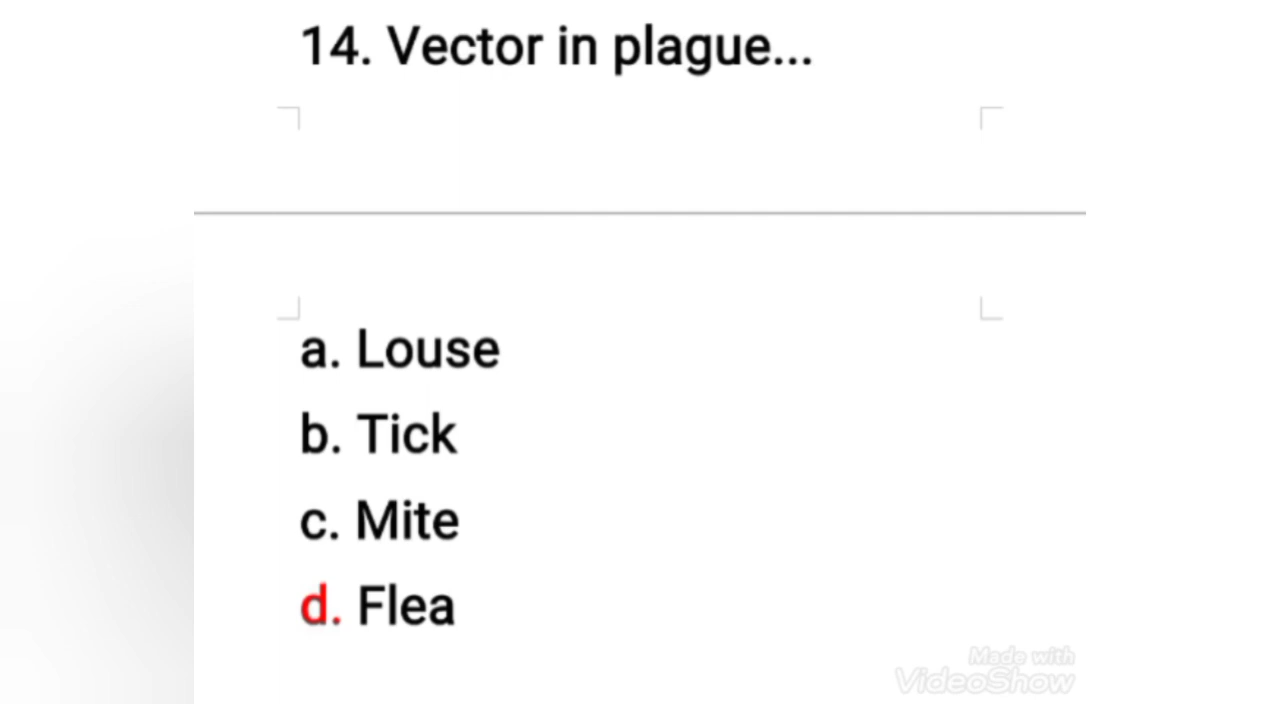 14. Vector in plague...
a. Louse
b. Tick
c. Mite
d. Flea
Made with
VideoShow